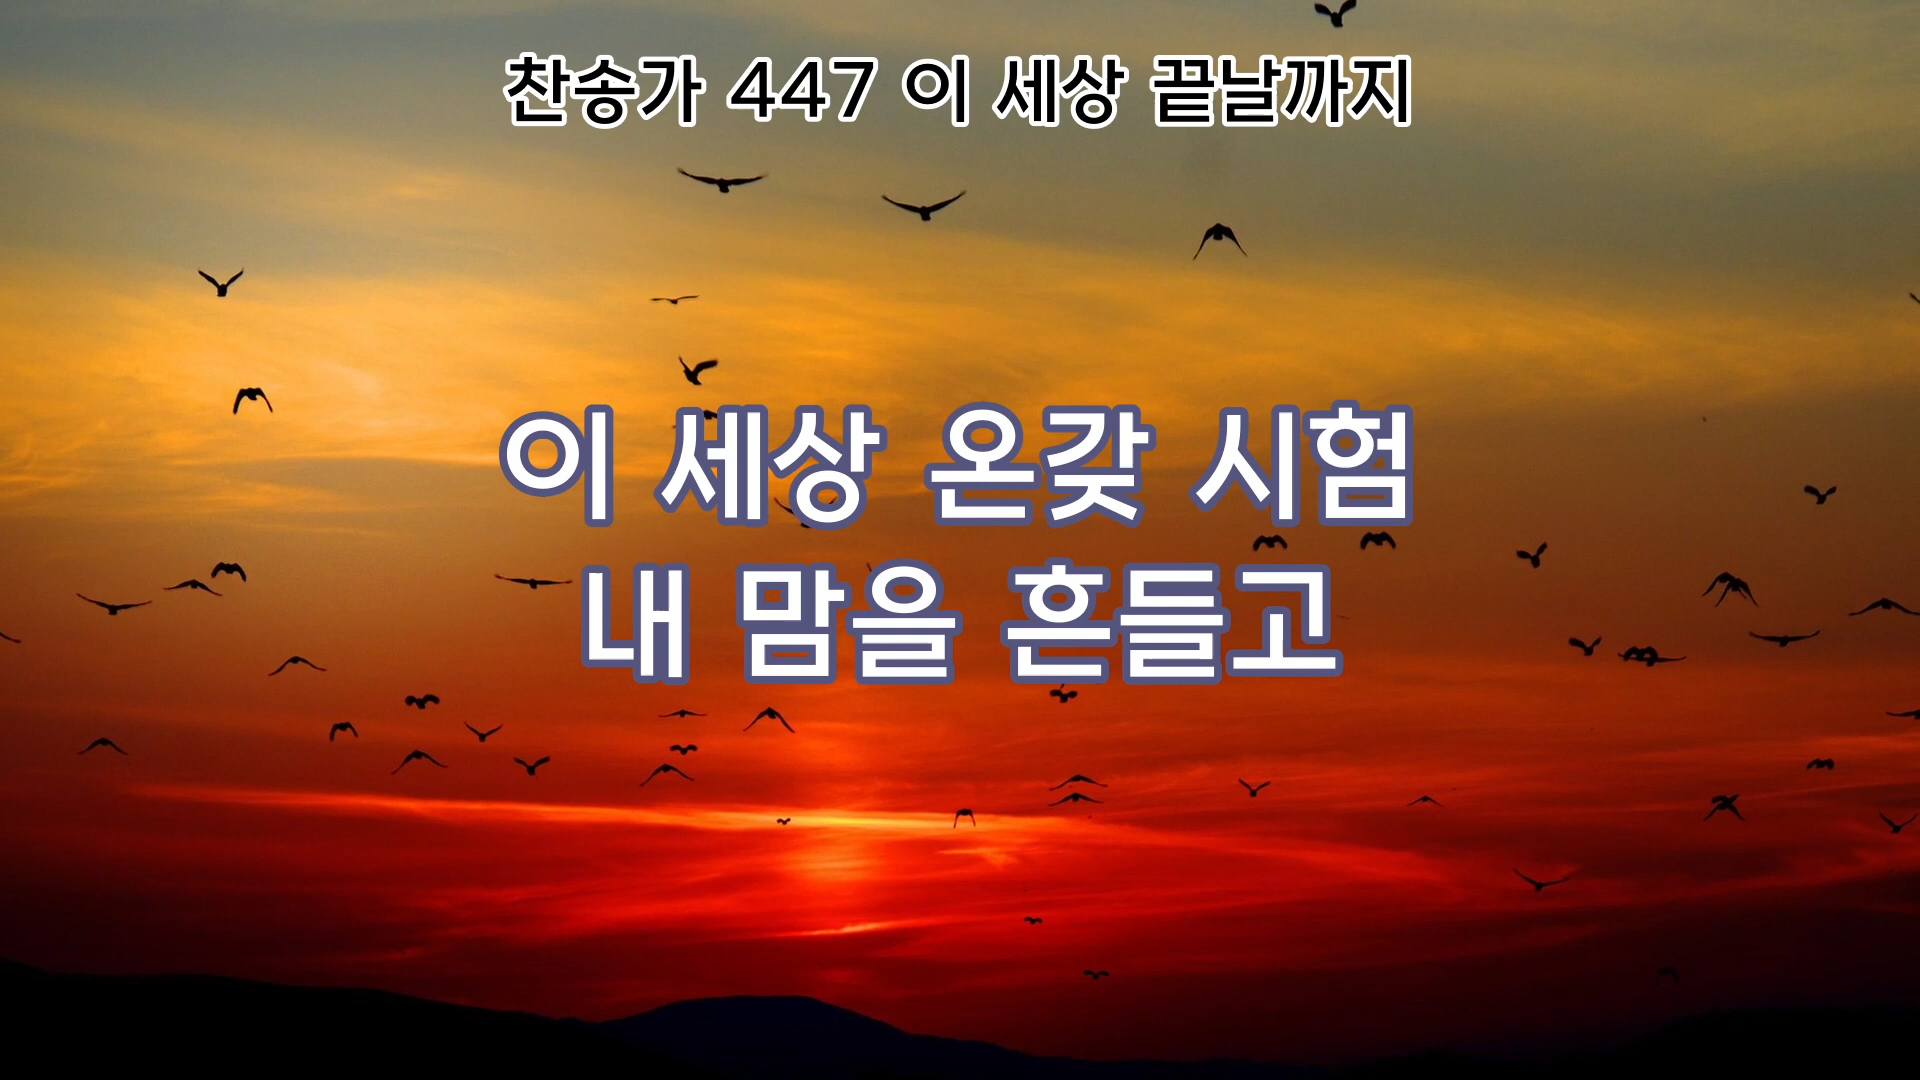 찬송가 447 이 세상 끝날까지
이 세상 온갖 시험
내 맘을 흔들고